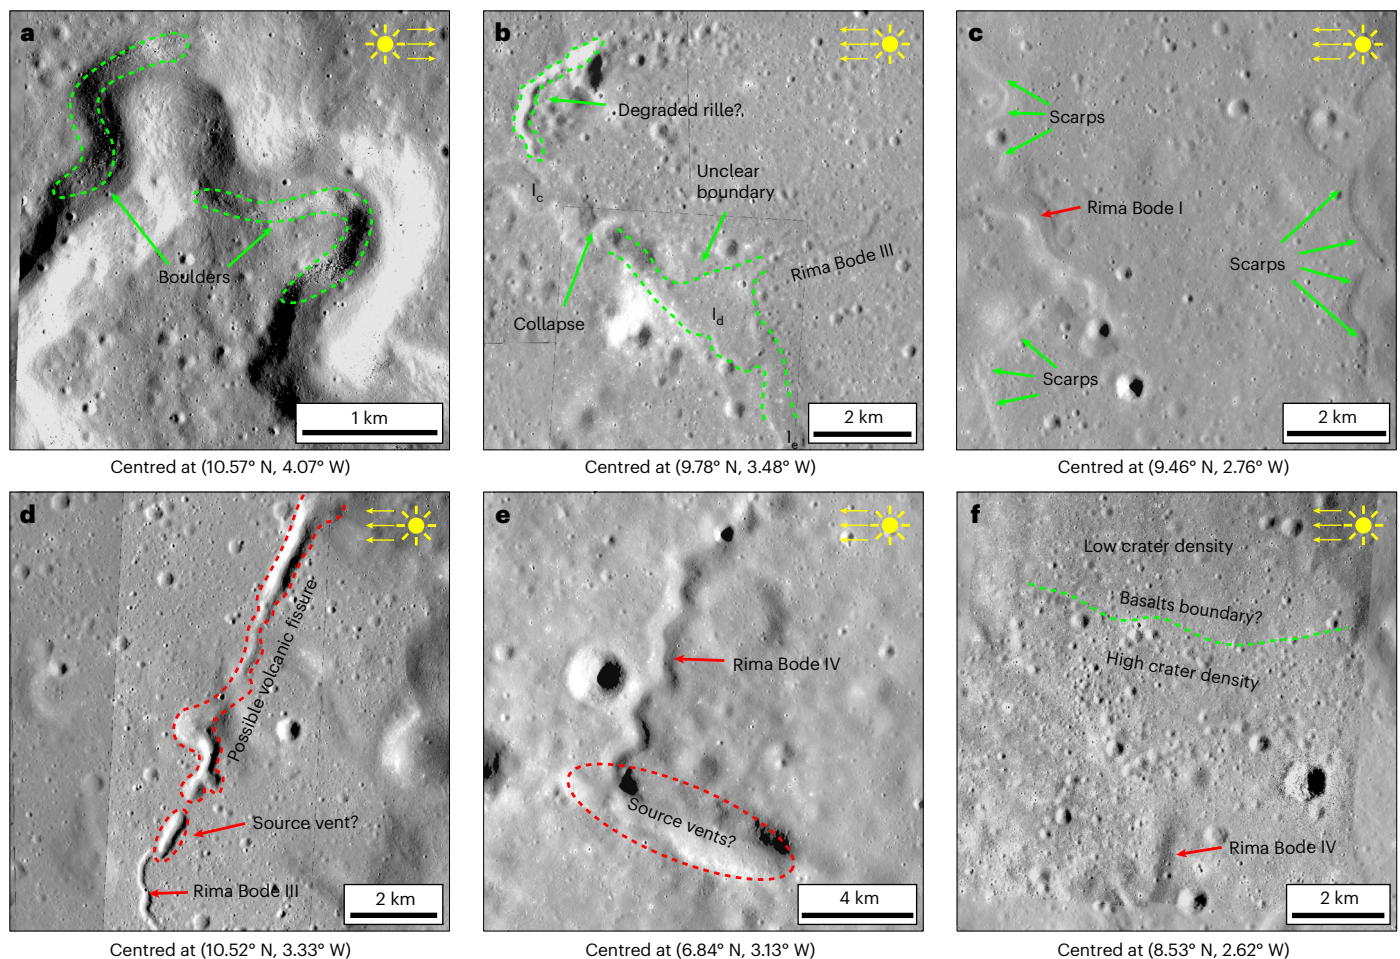 a
Boulders
1 km
Centred at (10.57° N, 4.07° W)
b
Degraded rille?
Unclear
boundary
I_c
Rima Bode III
Collapse
I_d
I_e
2 km
Centred at (9.78° N, 3.48° W)
c
Scarps
Rima Bode I
Scarps
Scarps
2 km
Centred at (9.46° N, 2.76° W)
d
Possible volcanic fissure
Source vent?
Rima Bode III
2 km
Centred at (10.52° N, 3.33° W)
e
Rima Bode IV
Source vents?
4 km
Centred at (6.84° N, 3.13° W)
f
Low crater density
Basalts boundary?
High crater density
Rima Bode IV
2 km
Centred at (8.53° N, 2.62° W)